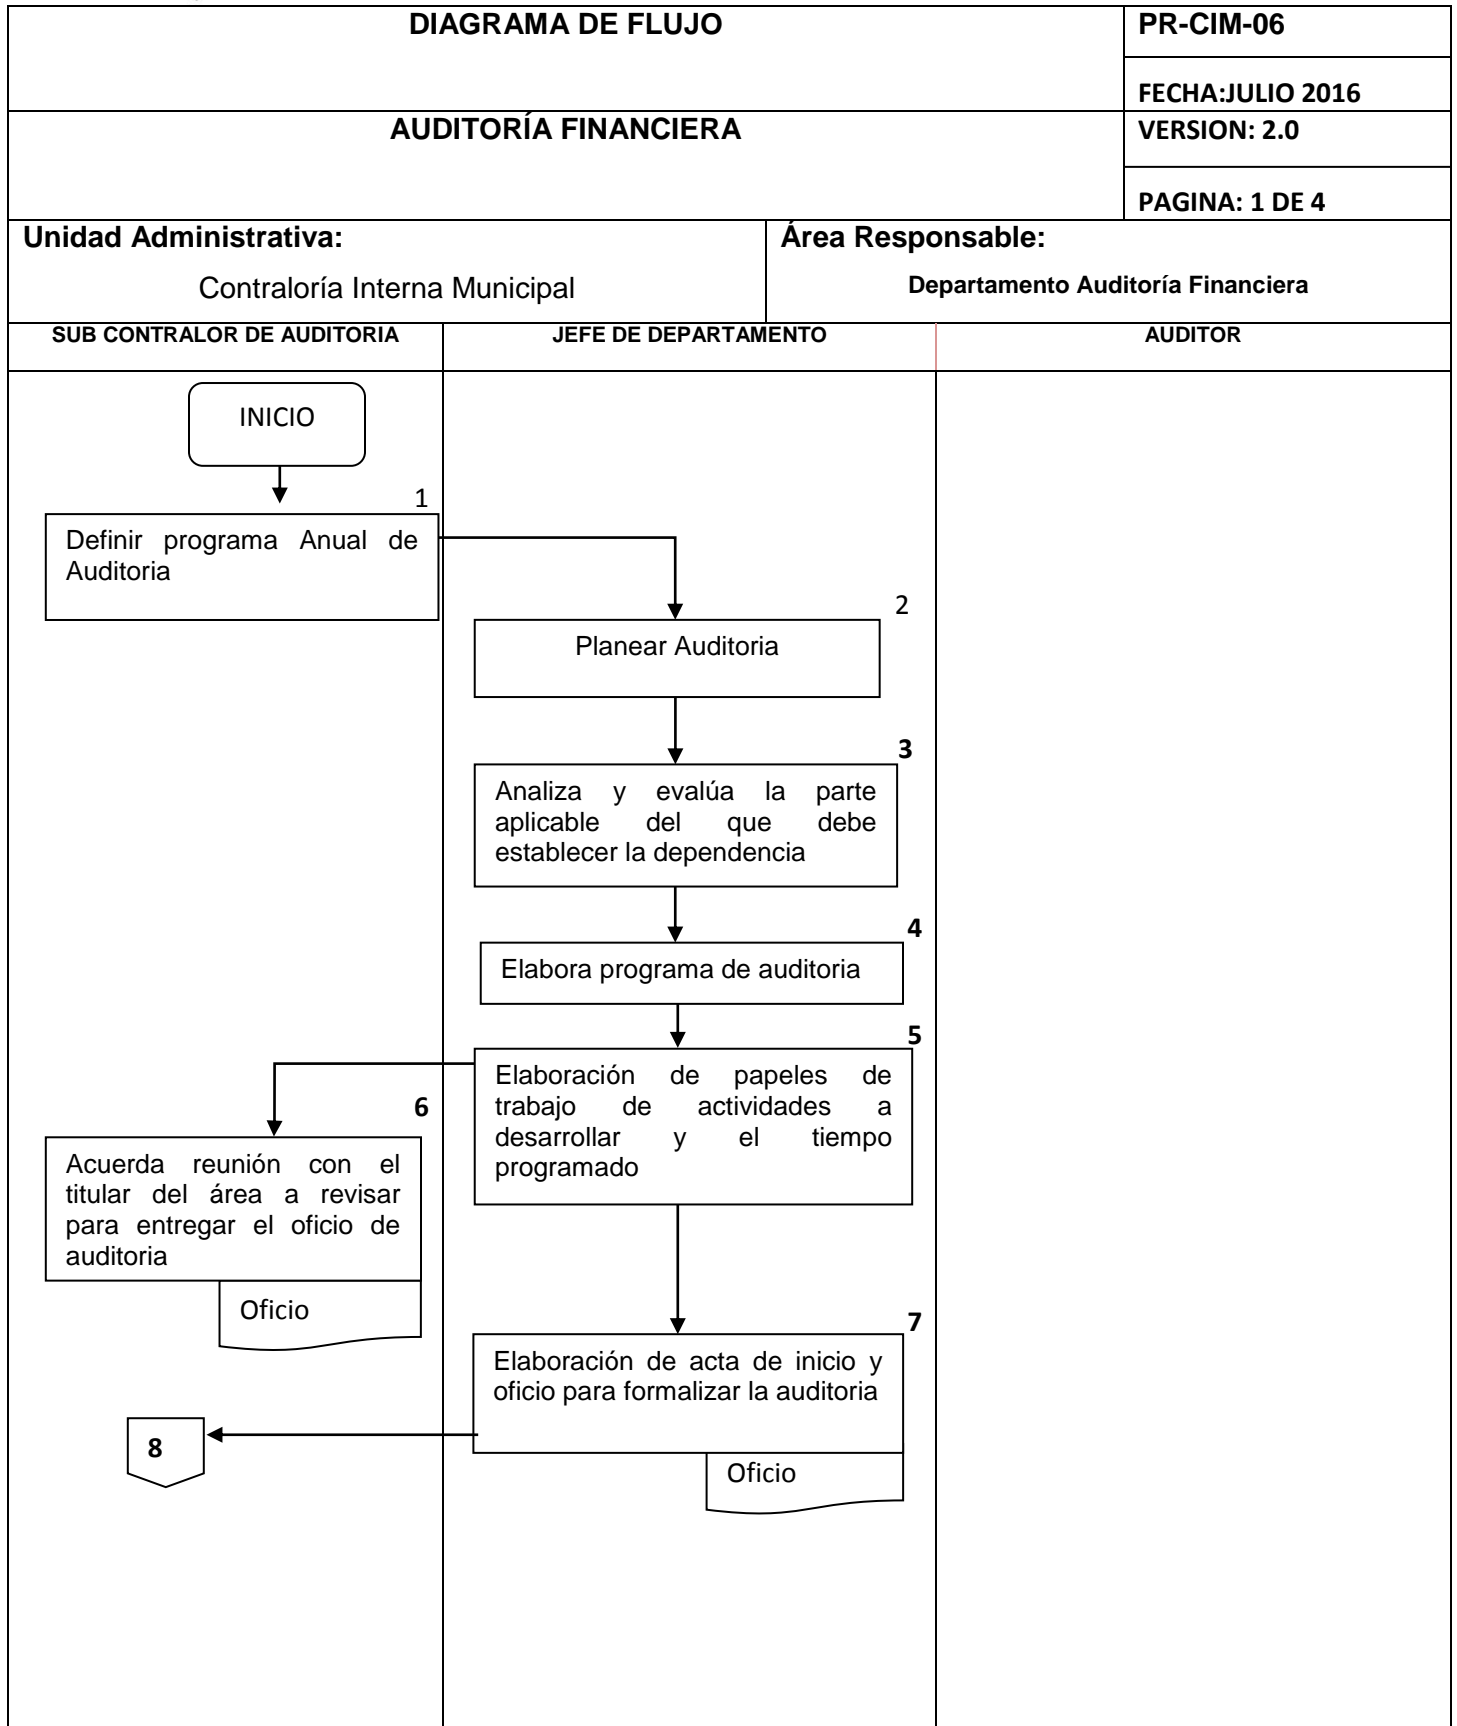 DIAGRAMA DE FLUJO
PR-CIM-06
FECHA:JULIO 2016
AUDITORÍA FINANCIERA
VERSION: 2.0
PAGINA: 1 DE 4
Unidad Administrativa:
Contraloría Interna Municipal
Área Responsable:
Departamento Auditoría Financiera
SUB CONTRALOR DE AUDITORIA
JEFE DE DEPARTAMENTO
AUDITOR
INICIO
1
Definir programa Anual de
Auditoria
2
Planear Auditoria
3
Analiza y evalúa la parte
aplicable del que debe
establecer la dependencia
4
Elabora programa de auditoria
5
Elaboración de papeles de
trabajo de actividades a
desarrollar y el tiempo
programado
6
Acuerda reunión con el
titular del área a revisar
para entregar el oficio de
auditoria
Oficio
7
Elaboración de acta de inicio y
oficio para formalizar la auditoria
Oficio
8